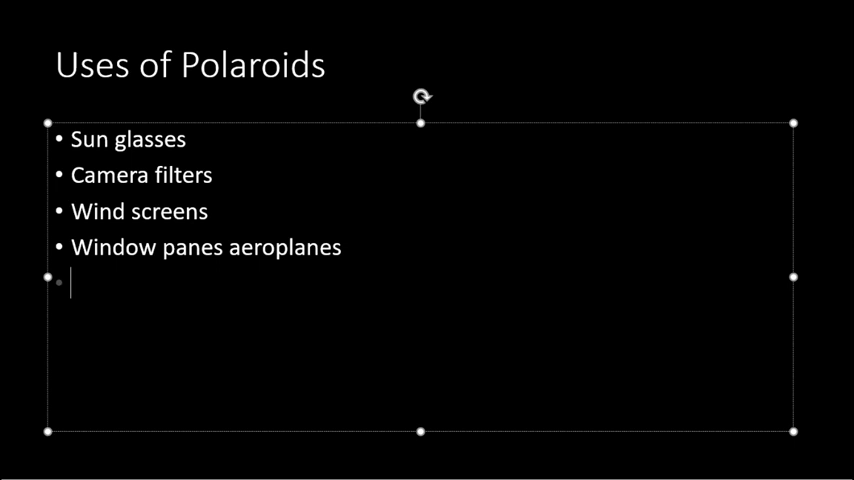 Uses of Polaroids
• Sun glasses
• Camera filters
• Wind screens
• Window panes aeroplanes